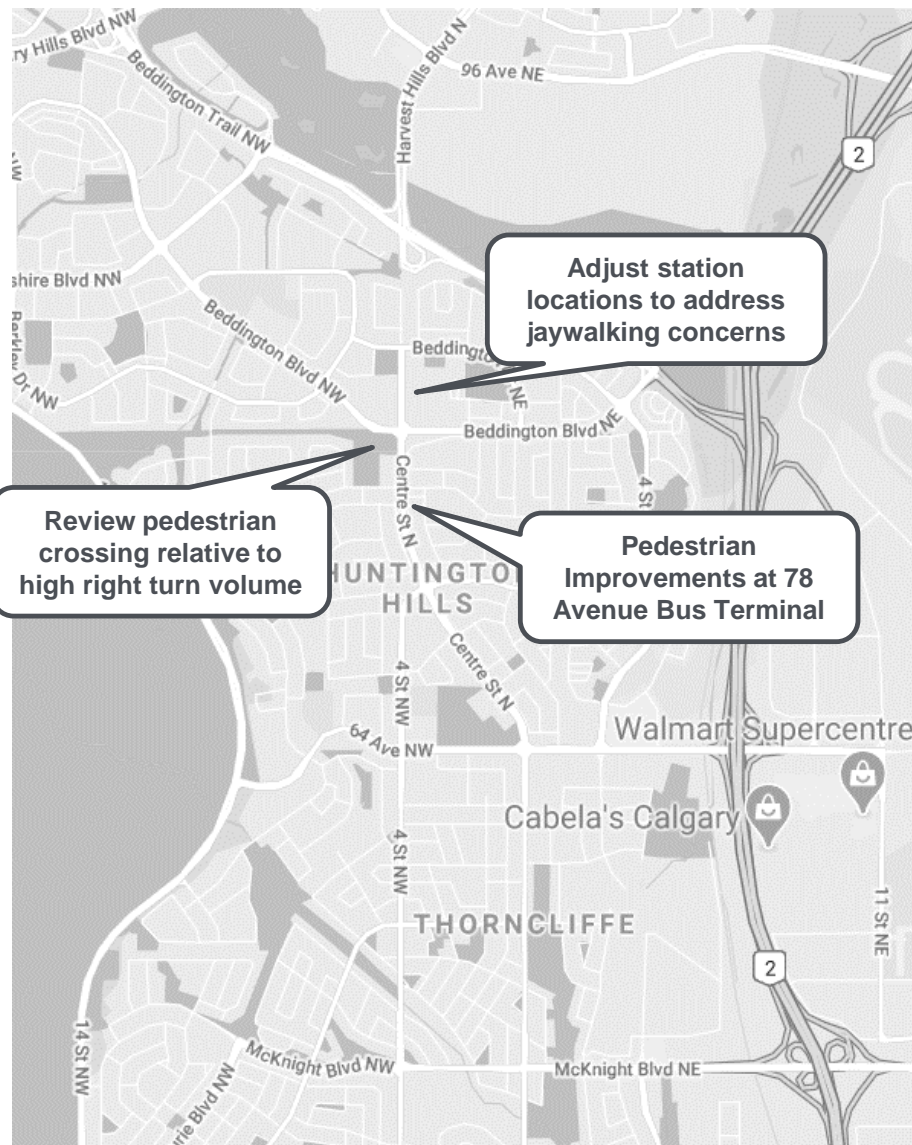 ry Hills Blvd NW
Beddington Trail NW
Harvest Hills Blvd N
96 Ave NE
2
NW
Adjust station
locations to address
jaywalking concerns
shire Blvd NW
Berkley Dr NW
Beddington Blvd NW
Bedding
NE
Beddington Blvd NE
4 St
Centre St N
Review pedestrian
crossing relative to
high right turn volume
Pedestrian
Improvements at 78
Avenue Bus Terminal
HUNTINGTO
HILLS
4 St NW
Centre St N
64 Ave NW
Walmart Supercentre
Cabela's Calgary
4 St NW
11 St NE
THORNCLIFFE
2
14 St NW
McKnight Blvd NW
McKnight Blvd NE
rie Blvd NW